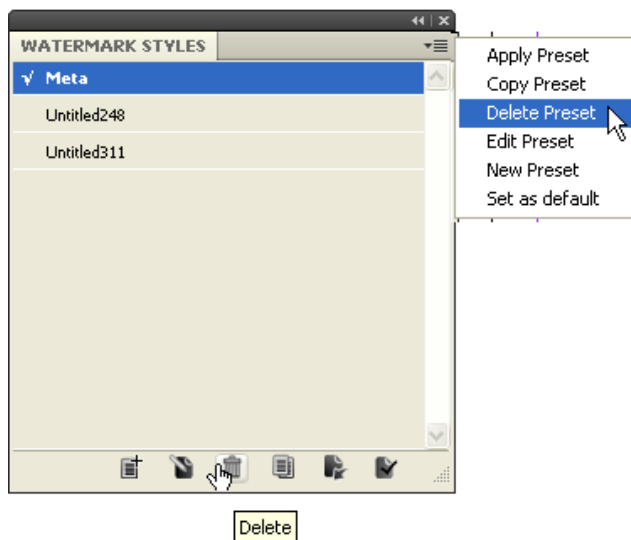 WATERMARK STYLES
√ Meta
Untitled248
Untitled311
Apply Preset
Copy Preset
Delete Preset
Edit Preset
New Preset
Set as default
Delete